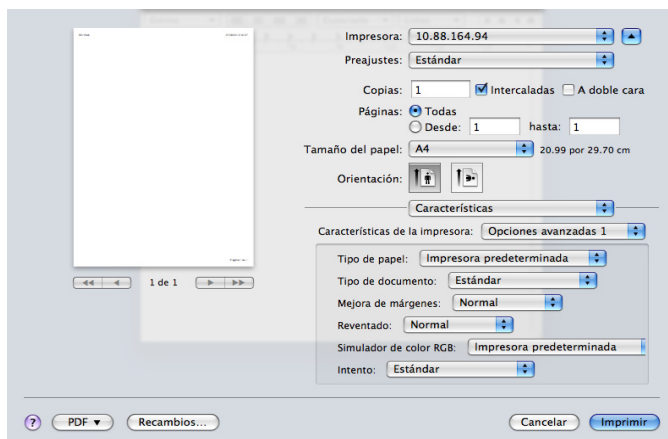 Impresora: 10.88.164.94
Preajustes: Estándar
Copias: 1 Intercaladas A doble cara
Páginas: Todas
Desde: 1 hasta: 1
Tamaño del papel: A4 20.99 por 29.70 cm
Orientación:
Características
Características de la impresora: Opciones avanzadas 1
Tipo de papel: Impresora predeterminada
1 de 1
Tipo de documento: Estándar
Mejora de márgenes: Normal
Reventado: Normal
Simulador de color RGB: Impresora predeterminada
Intento: Estándar
? PDF Recambios... Cancelar Imprimir